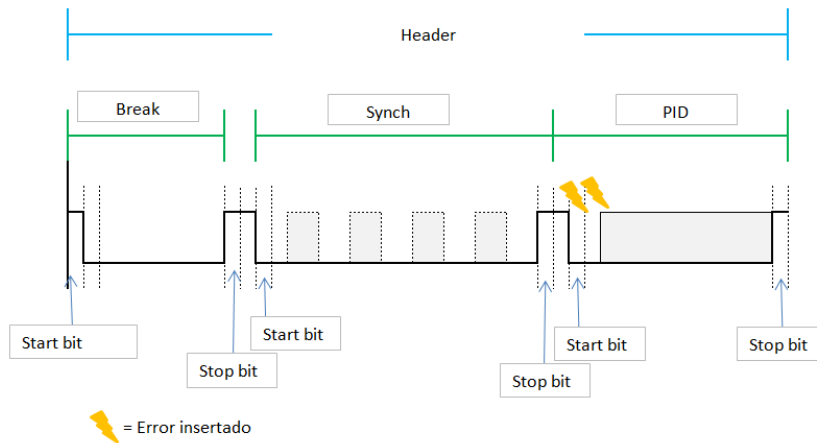 Header
Break
Synch
PID
Start bit
Stop bit
Start bit
Stop bit
Start bit
Stop bit
= Error insertado